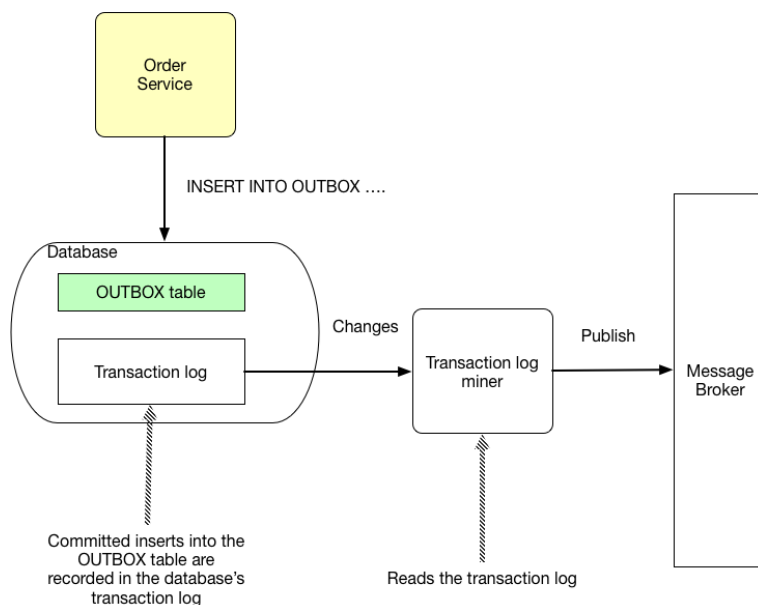 Order
Service
INSERT INTO OUTBOX ....
Database
OUTBOX table
Transaction log
Changes
Transaction log
miner
Publish
Message
Broker
Committed inserts into the
OUTBOX table are
recorded in the database's
transaction log
Reads the transaction log